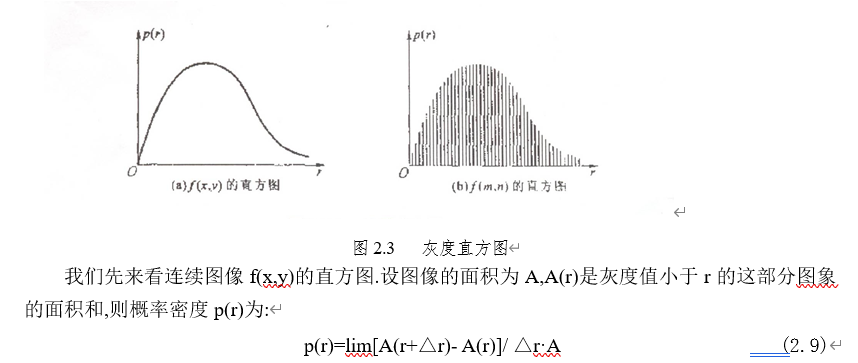 p(r) p(r)
O r O r
(a)f(x,y) 的直方图 (b)f(m,n) 的直方图
图 2.3 灰度直方图
我们先来看连续图像 f(x,y)的直方图.设图像的面积为 A,A(r)是灰度值小于 r 的这部分图象
的面积和,则概率密度 p(r)为:
p(r)=lim[A(r+△r)- A(r)]/ △r·A (2.9)